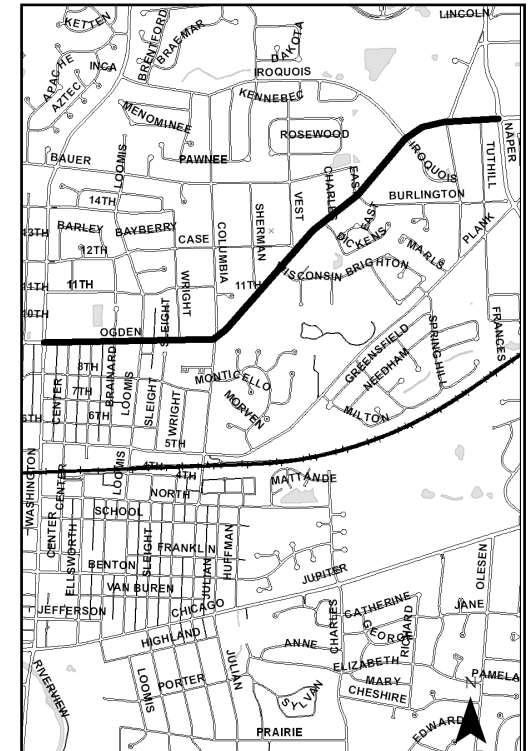 KETTEN
BRENTFORD
BRAEMAR
DAKOTA
LINCOLN
APACHE
INCA
AZTEC
IROQUOIS
KENNEBEC
MENOMINEE
ROSEWOOD
IROQUOIS
TUTHILL
NAPER
BAUER
LOOMIS
PAWNEE
CHARLES
EAST
BURLINGTON
14TH
VEST
SHERMAN
EAST
PLANK
13TH
BARLEY
BAYBERRY
CASE
COLUMBIA
DICKENS
MARLS
12TH
WISCONSIN
BRIGHTON
11TH
11TH
WRIGHT
11TH
10TH
SLEIGHT
OGDEN
FRANCES
8TH
BRAINARD
MONTICELLO
GREENSFIELD
SPRING HILL
CENTER
7TH
LOOMIS
SLEIGHT
WRIGHT
MORVEN
NEEDHAM
6TH
6TH
MILTON
5TH
WASHINGTON
CENTER
LOOMIS
4TH
4TH
MATTANDE
NORTH
SCHOOL
CENTER
ELLSWORTH
SLEIGHT
FRANKLIN
JULIAN
HUFFMAN
BENTON
JUPITER
OLESEN
VAN BUREN
JEFFERSON
CHICAGO
CHARLES
CATHERINE
JANE
GEORGE
RICHARD
HIGHLAND
ANNE
RIVERVIEW
LOOMIS
PORTER
JULIAN
ELIZABETH
MARY
PAMELA
CHESHIRE
SYLVAN
N
PRAIRIE
EDWARD